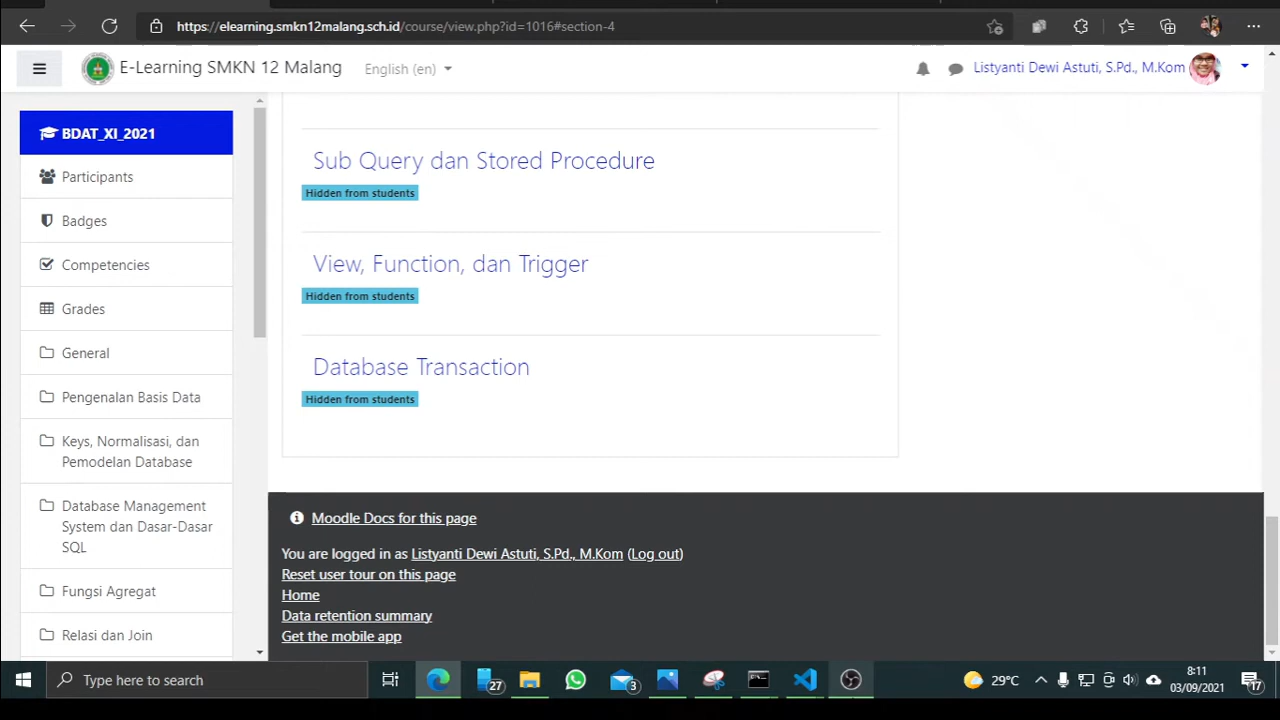 https://elearning.smkn12malang.sch.id/course/view.php?id=1016#section-4
E-Learning SMKN 12 Malang
English (en)
Listyanti Dewi Astuti, S.Pd., M.Kom
BDAT_XI_2021
Participants
Badges
Competencies
Grades
General
Pengenalan Basis Data
Keys, Normalisasi, dan
Pemodelan Database
Database Management
System dan Dasar-Dasar
SQL
Fungsi Agregat
Relasi dan Join
Sub Query dan Stored Procedure
Hidden from students
View, Function, dan Trigger
Hidden from students
Database Transaction
Hidden from students
Moodle Docs for this page
You are logged in as Listyanti Dewi Astuti, S.Pd., M.Kom (Log out)
Reset user tour on this page
Home
Data retention summary
Get the mobile app
Type here to search
27
3
29°C
8:11
03/09/2021
17